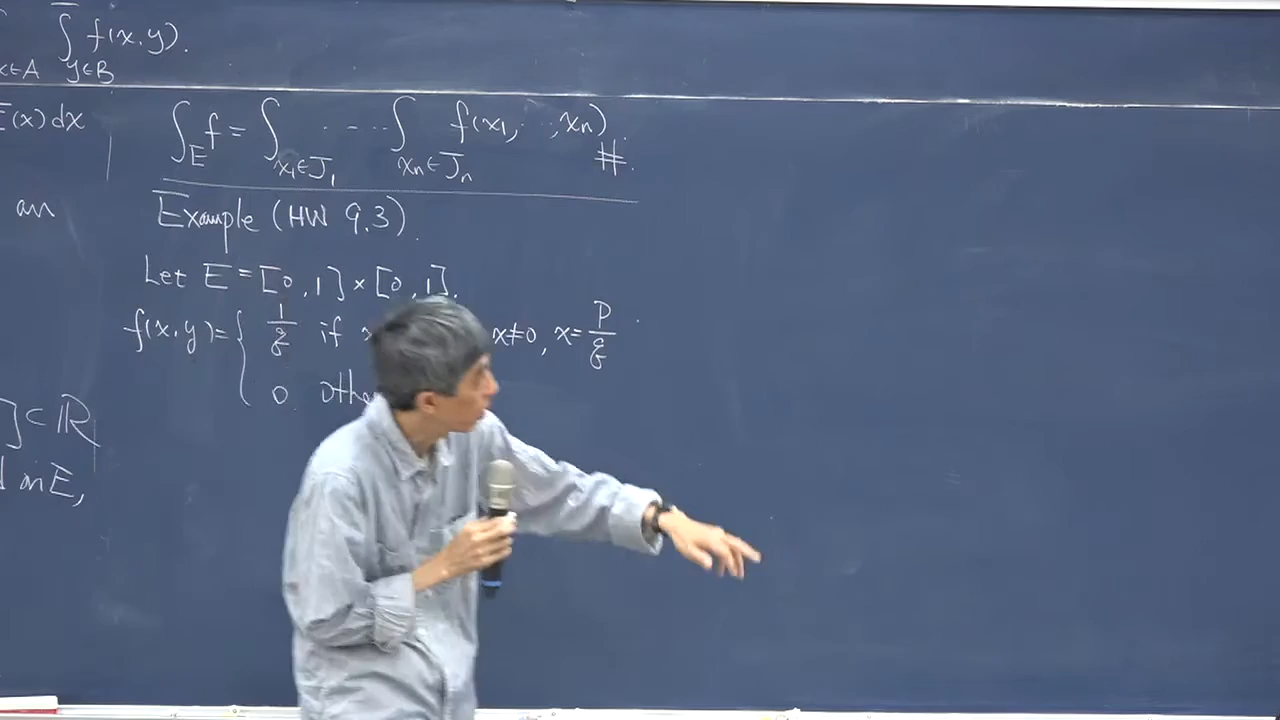 ∫ f(x,y).
x∈A y∈B
E(x)dx
an
] ⊂ ℝ
d on E,
∫_E f = ∫_{x₁∈J₁} ..... ∫_{xₙ∈Jₙ} f(x₁, ..., xₙ). #
Example (HW 9.3).
Let E = [0,1] × [0,1].
f(x,y) = { 1/q if x≠0, x = p/q .
0